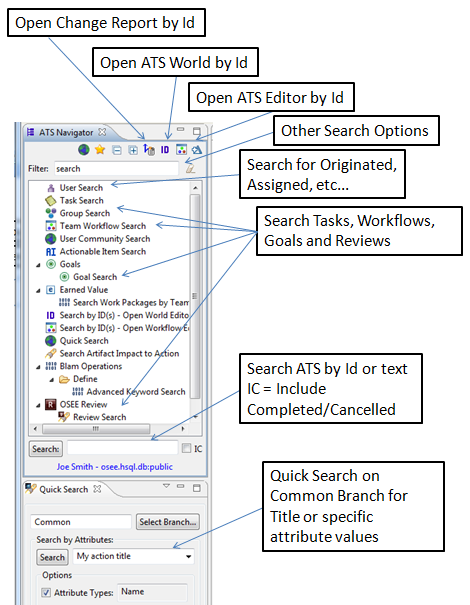 Open Change Report by Id
Open ATS World by Id
Open ATS Editor by Id
Other Search Options
Search for Originated,
Assigned, etc...
Search Tasks, Workflows,
Goals and Reviews
Search ATS by Id or text
IC = Include
Completed/Cancelled
Quick Search on
Common Branch for
Title or specific
attribute values
ATS Navigator
ID
Filter: search
User Search
Task Search
Group Search
Team Workflow Search
User Community Search
AI Actionable Item Search
Goals
Goal Search
Earned Value
Search Work Packages by Team
ID Search by ID(s) - Open World Editor
Search by ID(s) - Open Workflow E
Quick Search
Search Artifact Impact to Action
Blam Operations
Define
Advanced Keyword Search
R OSEE Review
Review Search
Search: IC
Joe Smith - osee.hsql.db:public
Quick Search
Common Select Branch...
Search by Attributes:
Search My action title
Options
Attribute Types: Name